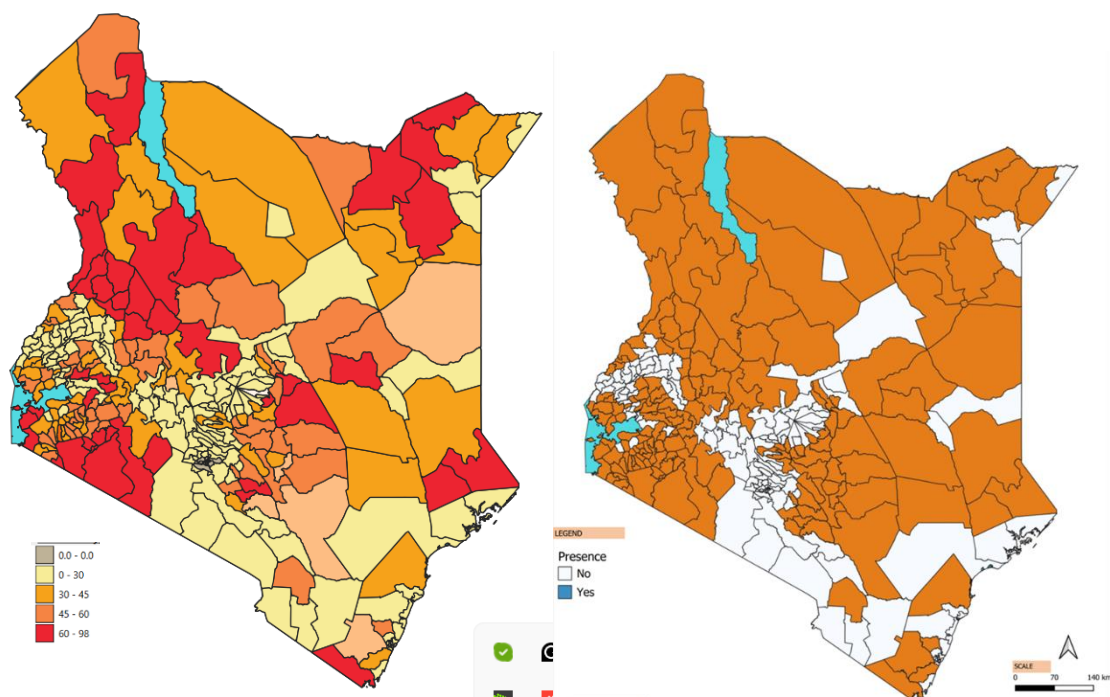 0.0 - 0.0
0 - 30
30 - 45
45 - 60
60 - 98
LEGEND
Presence
No
Yes
SCALE
0 70 140 km